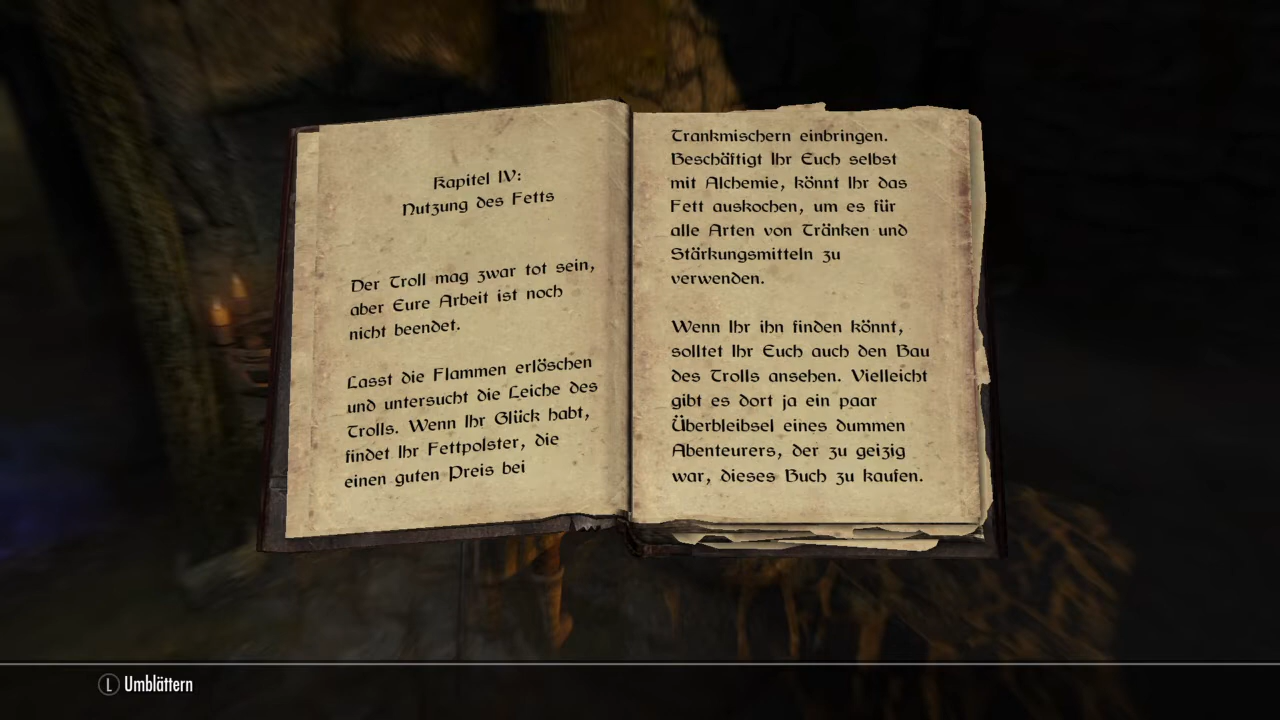 Kapitel IV:
Nutzung des Fetts
Der Troll mag zwar tot sein,
aber Eure Arbeit ist noch
nicht beendet.
Lasst die Flammen erlöschen
und untersucht die Leiche des
Trolls. Wenn Ihr Glück habt,
findet Ihr Fettpolster, die
einen guten Preis bei
Trankmischern einbringen.
Beschäftigt Ihr Euch selbst
mit Alchemie, könnt Ihr das
Fett auskochen, um es für
alle Arten von Tränken und
Stärkungsmitteln zu
verwenden.
Wenn Ihr ihn finden könnt,
solltet Ihr Euch auch den Bau
des Trolls ansehen. Vielleicht
gibt es dort ja ein paar
Überbleibsel eines dummen
Abenteurers, der zu geizig
war, dieses Buch zu kaufen.
L Umblättern